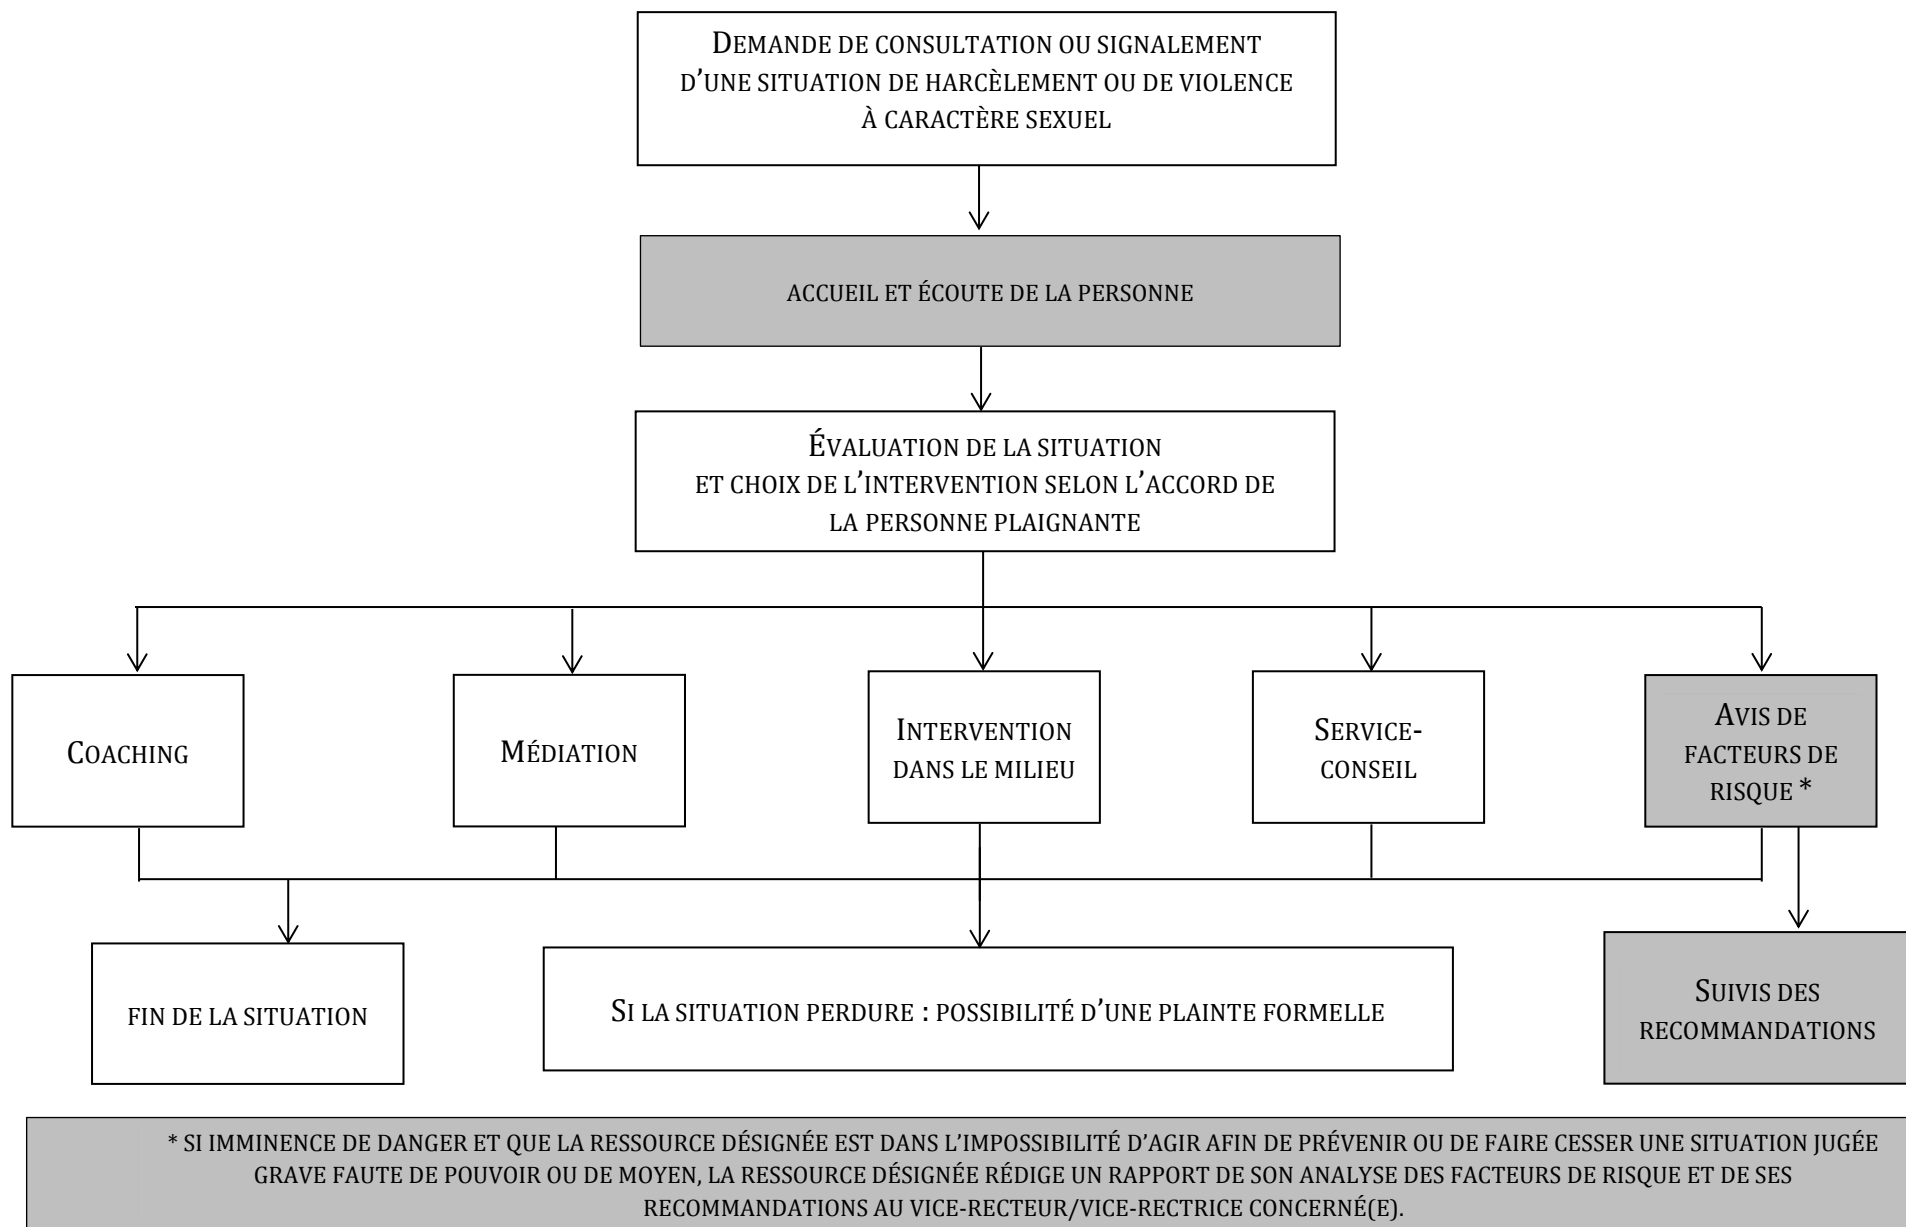 DEMANDE DE CONSULTATION OU SIGNALEMENT
D’UNE SITUATION DE HARCÈLEMENT OU DE VIOLENCE
À CARACTÈRE SEXUEL
ACCUEIL ET ÉCOUTE DE LA PERSONNE
ÉVALUATION DE LA SITUATION
ET CHOIX DE L’INTERVENTION SELON L’ACCORD DE
LA PERSONNE PLAIGNANTE
COACHING
MÉDIATION
INTERVENTION
DANS LE MILIEU
SERVICE-
CONSEIL
AVIS DE
FACTEURS DE
RISQUE *
FIN DE LA SITUATION
SI LA SITUATION PERDURE : POSSIBILITÉ D’UNE PLAINTE FORMELLE
SUIVIS DES
RECOMMANDATIONS
* SI IMMINENCE DE DANGER ET QUE LA RESSOURCE DÉSIGNÉE EST DANS L’IMPOSSIBILITÉ D’AGIR AFIN DE PRÉVENIR OU DE FAIRE CESSER UNE SITUATION JUGÉE
GRAVE FAUTE DE POUVOIR OU DE MOYEN, LA RESSOURCE DÉSIGNÉE RÉDIGE UN RAPPORT DE SON ANALYSE DES FACTEURS DE RISQUE ET DE SES
RECOMMANDATIONS AU VICE-RECTEUR/VICE-RECTRICE CONCERNÉ(E).